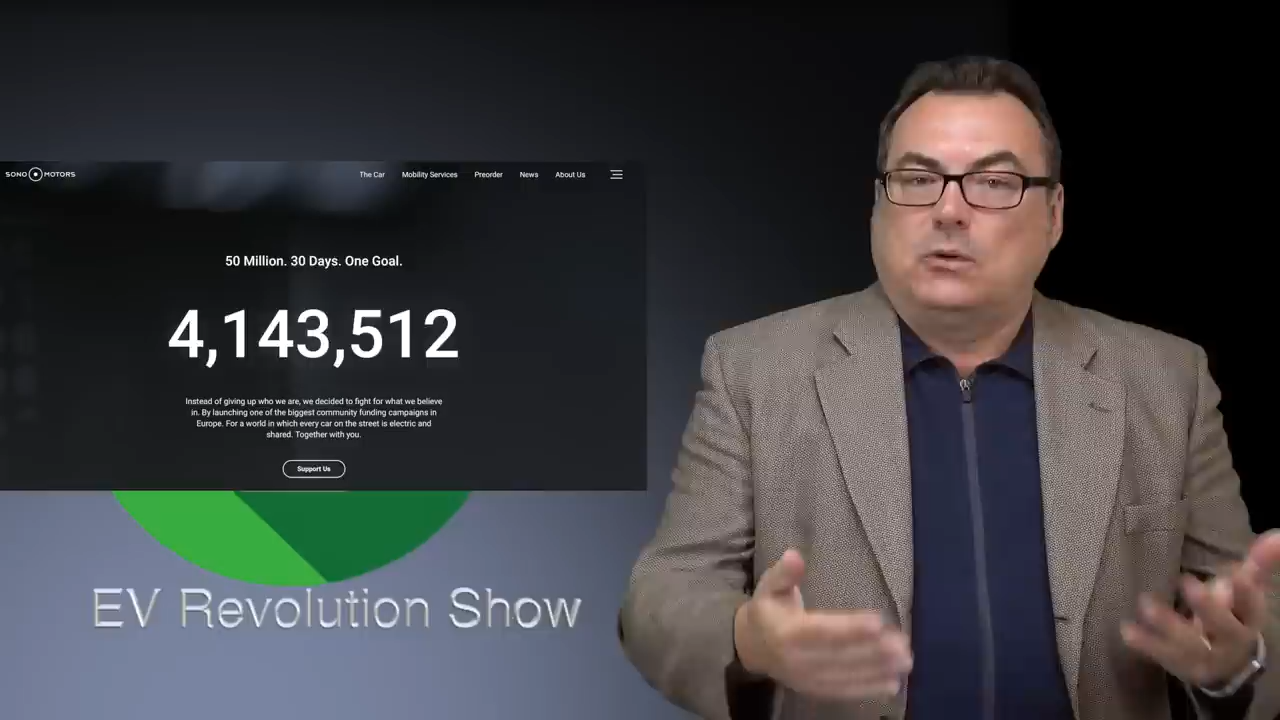 SONO MOTORS
The Car Mobility Services Preorder News About Us
50 Million. 30 Days. One Goal.
4,143,512
Instead of giving up who we are, we decided to fight for what we believe
in. By launching one of the biggest community funding campaigns in
Europe. For a world in which every car on the street is electric and
shared. Together with you.
Support Us
EV Revolution Show